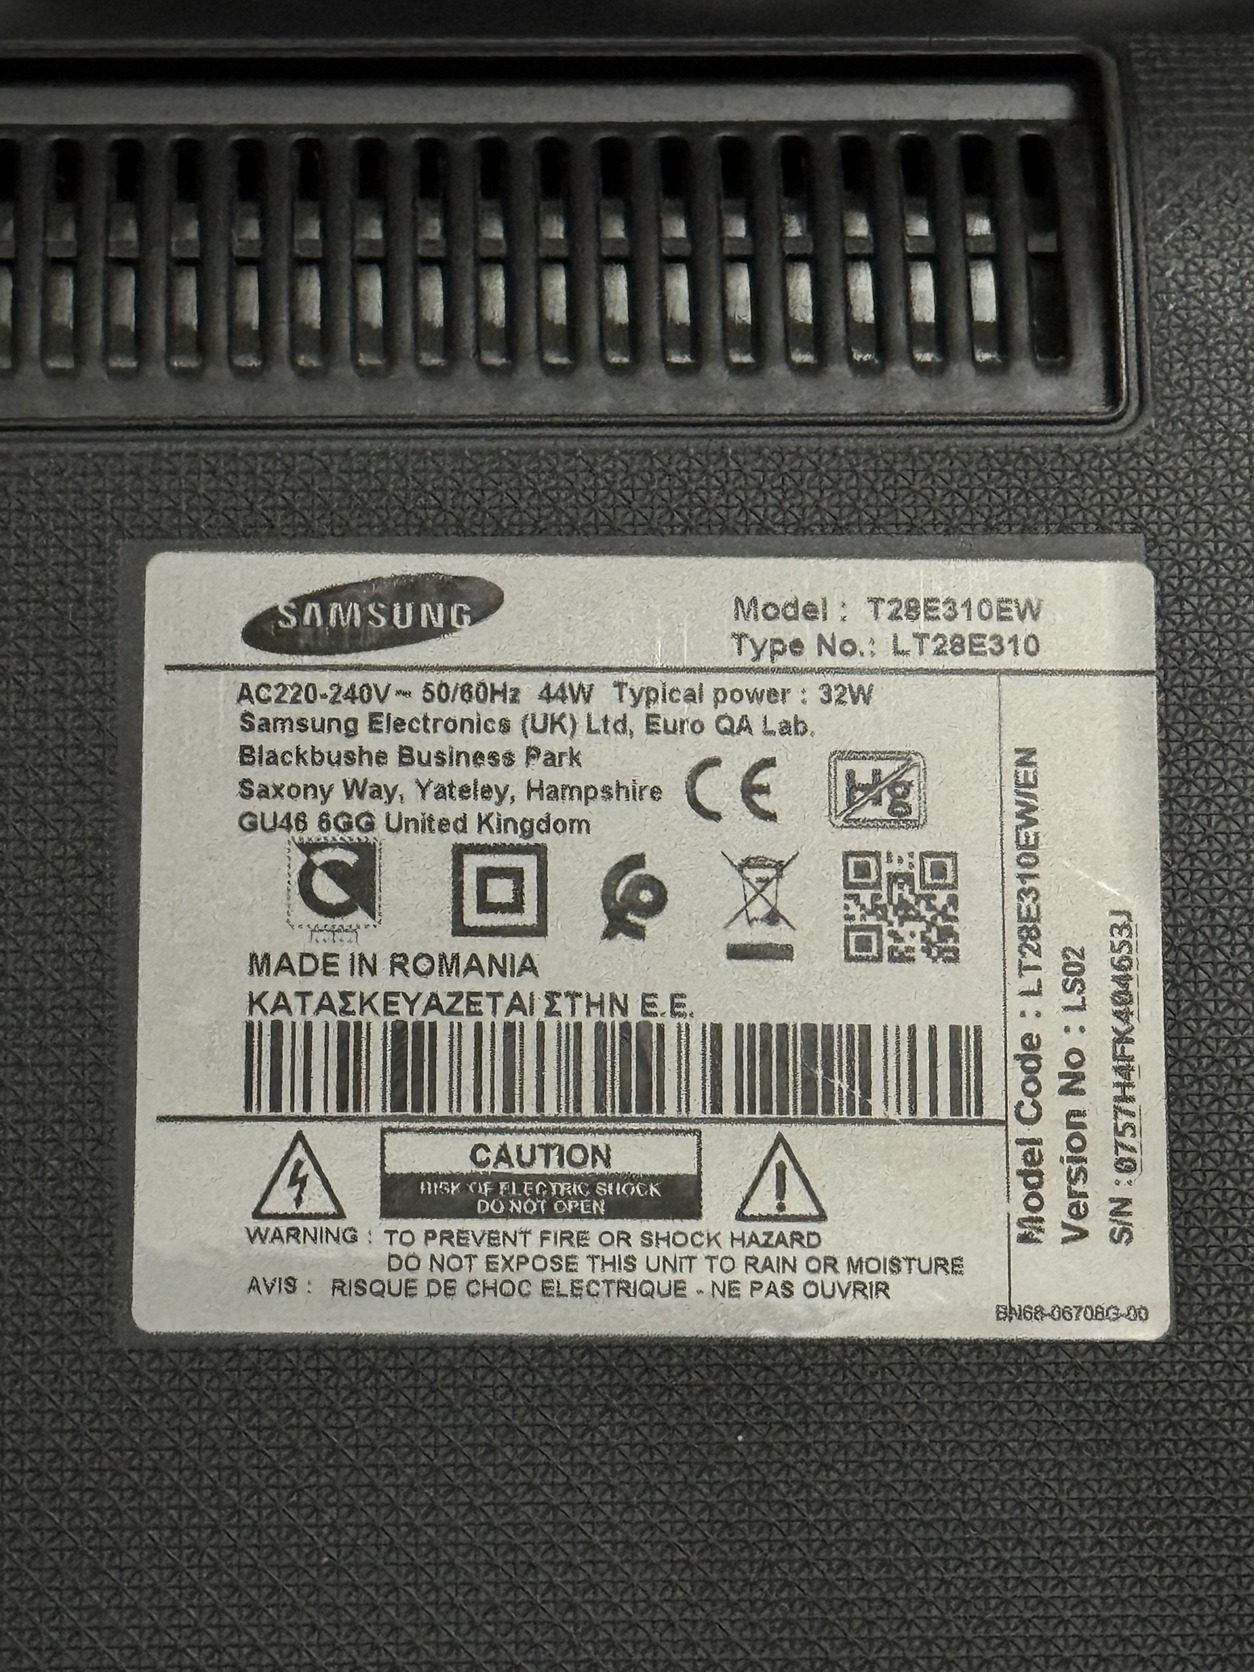 SAMSUNG
Model : T28E310EW
Type No.: LT28E310
AC220-240V~ 50/60Hz 44W Typical power : 32W
Samsung Electronics (UK) Ltd, Euro QA Lab.
Blackbushe Business Park
Saxony Way, Yateley, Hampshire
GU46 6GG United Kingdom
CE
Hg
MADE IN ROMANIA
ΚΑΤΑΣΚΕΥΑΖΕΤΑΙ ΣΤΗΝ Ε.Ε.
CAUTION
RISK OF ELECTRIC SHOCK
DO NOT OPEN
WARNING : TO PREVENT FIRE OR SHOCK HAZARD
DO NOT EXPOSE THIS UNIT TO RAIN OR MOISTURE
AVIS : RISQUE DE CHOC ELECTRIQUE - NE PAS OUVRIR
Model Code : LT28E310EW/EN
Version No : LS02
S/N : 0757H4FK404653J
BN68-06708G-00